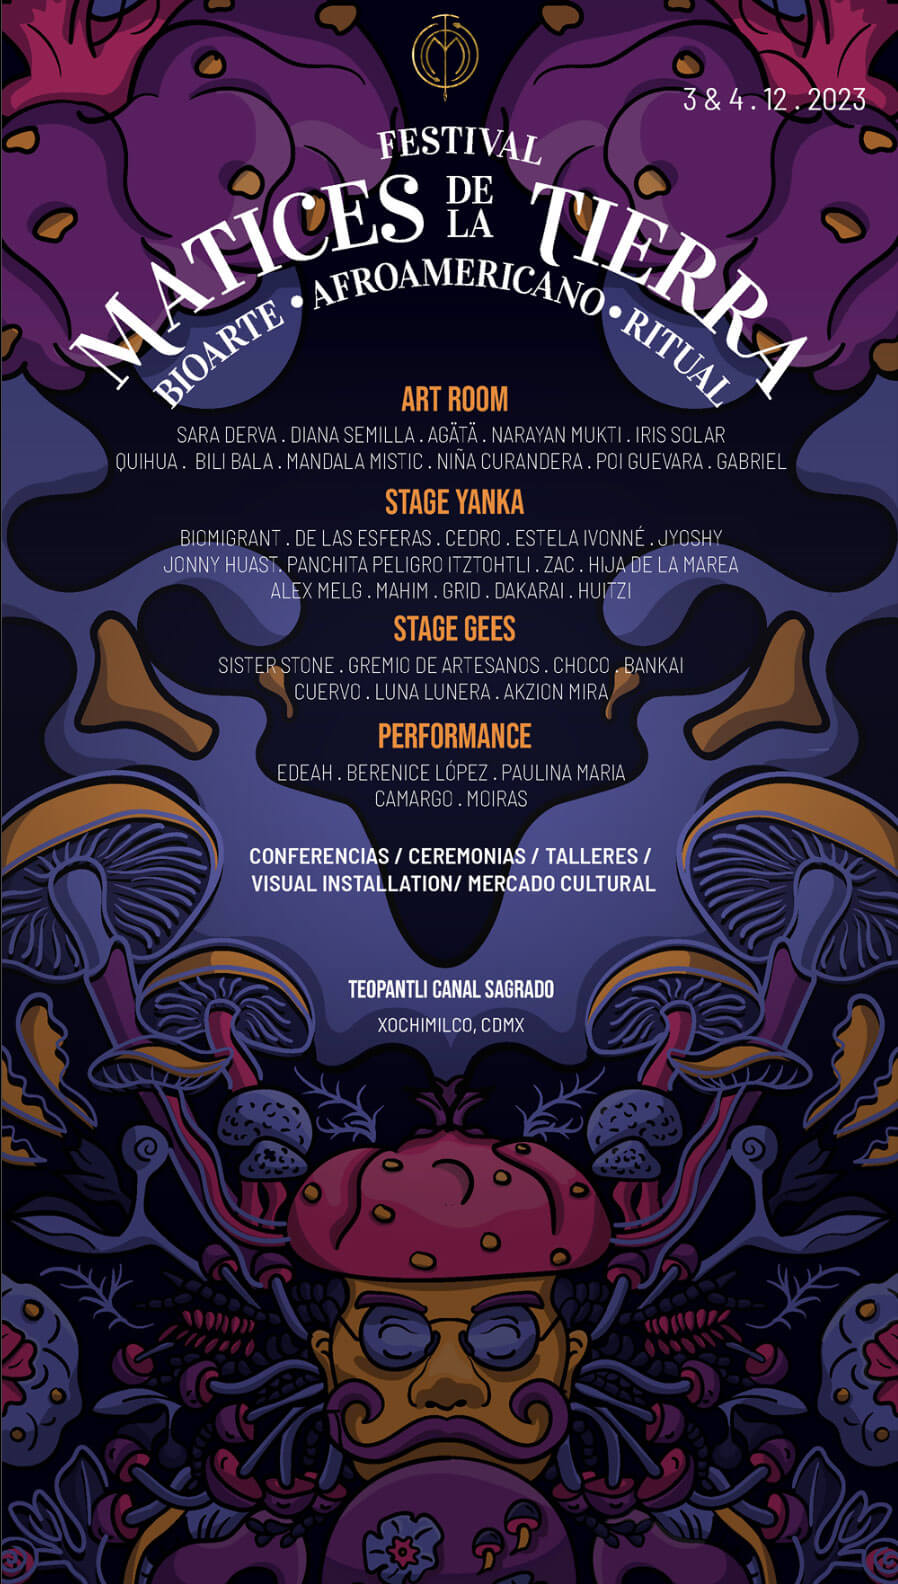 3 & 4 . 12 . 2023
FESTIVAL
MATICES DE LA TIERRA
BIOARTE • AFROAMERICANO • RITUAL
ART ROOM
SARA DERVA . DIANA SEMILLA . AGÄTÄ . NARAYAN MUKTI . IRIS SOLAR
QUIHUA . BILI BALA . MANDALA MISTIC . NIÑA CURANDERA . POI GUEVARA . GABRIEL
STAGE YANKA
BIOMIGRANT . DE LAS ESFERAS . CEDRO . ESTELA IVONNÉ . JYOSHY
JONNY HUAST. PANCHITA PELIGRO ITZTOHTLI . ZAC . HIJA DE LA MAREA
ALEX MELG . MAHIM . GRID . DAKARAI . HUITZI
STAGE GEES
SISTER STONE . GREMIO DE ARTESANOS . CHOCO . BANKAI
CUERVO . LUNA LUNERA . AKZION MIRA
PERFORMANCE
EDEAH . BERENICE LÓPEZ . PAULINA MARIA
CAMARGO . MOIRAS
CONFERENCIAS / CEREMONIAS / TALLERES /
VISUAL INSTALLATION/ MERCADO CULTURAL
TEOPANTLI CANAL SAGRADO
XOCHIMILCO, CDMX